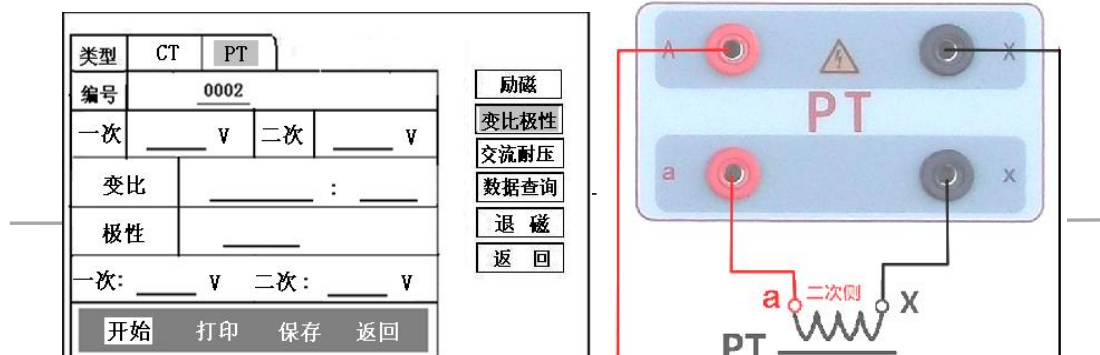 类型 CT PT
编号 0002
一次 V 二次 V
变比 :
极性
一次: V 二次: V
开始 打印 保存 返回
励磁
变比极性
交流耐压
数据查询
退 磁
返 回
A X
PT
a x
a 二次侧 X
PT